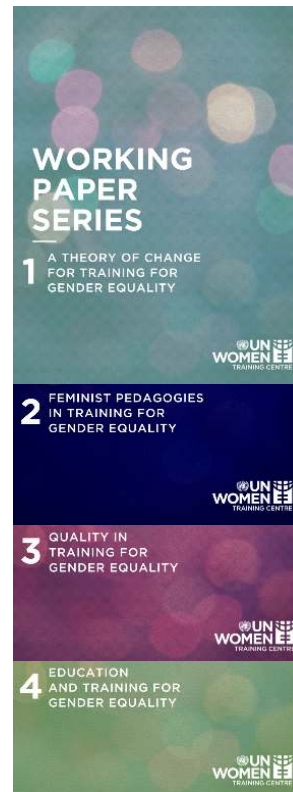 WORKING
PAPER
SERIES
1
A THEORY OF CHANGE
FOR TRAINING FOR
GENDER EQUALITY
UN
WOMEN
TRAINING CENTRE
2
FEMINIST PEDAGOGIES
IN TRAINING FOR
GENDER EQUALITY
UN
WOMEN
TRAINING CENTRE
3
QUALITY IN
TRAINING FOR
GENDER EQUALITY
UN
WOMEN
TRAINING CENTRE
4
EDUCATION
AND TRAINING FOR
GENDER EQUALITY
UN
WOMEN
TRAINING CENTRE